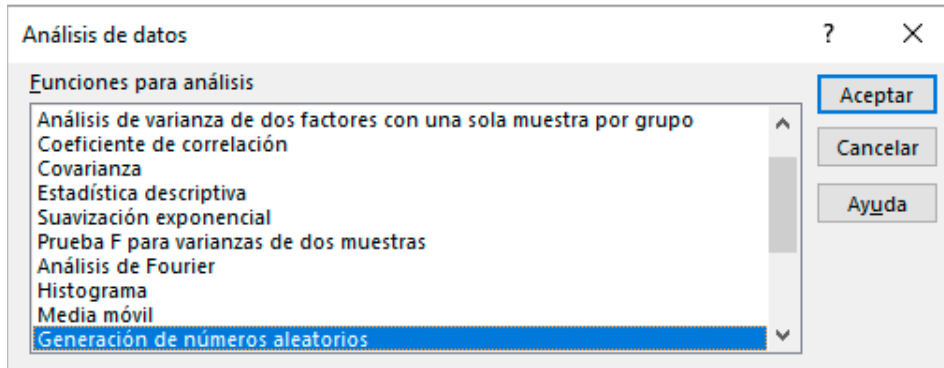 Análisis de datos
?
Funciones para análisis
Análisis de varianza de dos factores con una sola muestra por grupo
Coeficiente de correlación
Covarianza
Estadística descriptiva
Suavización exponencial
Prueba F para varianzas de dos muestras
Análisis de Fourier
Histograma
Media móvil
Generación de números aleatorios
Aceptar
Cancelar
Ayuda